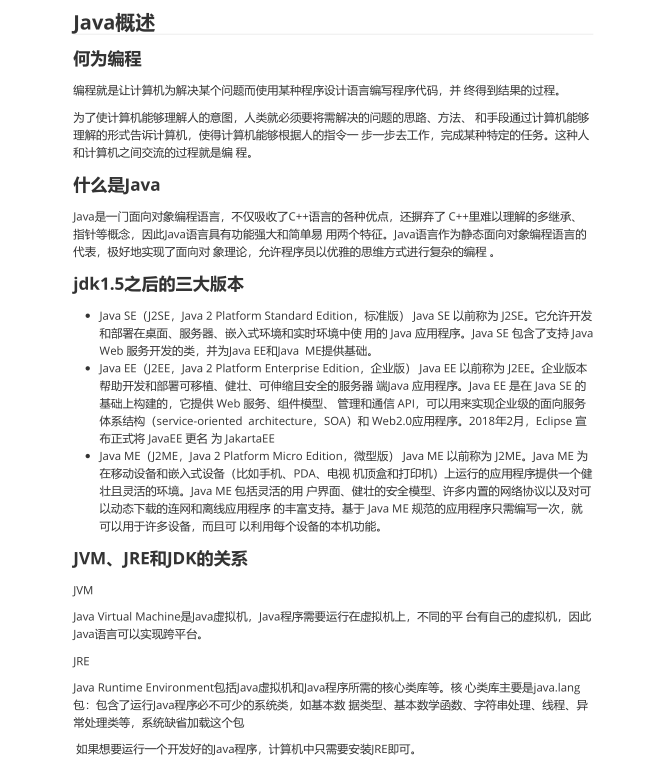 Java概述
何为编程
编程就是让计算机为解决某个问题而使用某种程序设计语言编写程序代码，并 终得到结果的过程。
为了使计算机能够理解人的意图，人类就必须要将需解决的问题的思路、方法、 和手段通过计算机能够
理解的形式告诉计算机，使得计算机能够根据人的指令一 步一步去工作，完成某种特定的任务。这种人
和计算机之间交流的过程就是编 程。
什么是Java
Java是一门面向对象编程语言，不仅吸收了C++语言的各种优点，还摒弃了 C++里难以理解的多继承、
指针等概念，因此Java语言具有功能强大和简单易 用两个特征。Java语言作为静态面向对象编程语言的
代表，极好地实现了面向对 象理论，允许程序员以优雅的思维方式进行复杂的编程 。
jdk1.5之后的三大版本
• Java SE（J2SE，Java 2 Platform Standard Edition，标准版） Java SE 以前称为 J2SE。它允许开发
和部署在桌面、服务器、嵌入式环境和实时环境中使 用的 Java 应用程序。Java SE 包含了支持 Java
Web 服务开发的类，并为Java EE和Java  ME提供基础。
• Java EE（J2EE，Java 2 Platform Enterprise Edition，企业版） Java EE 以前称为 J2EE。企业版本
帮助开发和部署可移植、健壮、可伸缩且安全的服务器 端Java 应用程序。Java EE 是在 Java SE 的
基础上构建的，它提供 Web 服务、组件模型、 管理和通信 API，可以用来实现企业级的面向服务
体系结构（service-oriented  architecture，SOA）和 Web2.0应用程序。2018年2月，Eclipse 宣
布正式将 JavaEE 更名 为 JakartaEE
• Java ME（J2ME，Java 2 Platform Micro Edition，微型版） Java ME 以前称为 J2ME。Java ME 为
在移动设备和嵌入式设备（比如手机、PDA、电视 机顶盒和打印机）上运行的应用程序提供一个健
壮且灵活的环境。Java ME 包括灵活的用 户界面、健壮的安全模型、许多内置的网络协议以及对可
以动态下载的连网和离线应用程序 的丰富支持。基于 Java ME 规范的应用程序只需编写一次，就
可以用于许多设备，而且可 以利用每个设备的本机功能。
JVM、JRE和JDK的关系
JVM
Java Virtual Machine是Java虚拟机，Java程序需要运行在虚拟机上，不同的平 台有自己的虚拟机，因此
Java语言可以实现跨平台。
JRE
Java Runtime Environment包括Java虚拟机和Java程序所需的核心类库等。核 心类库主要是java.lang
包：包含了运行Java程序必不可少的系统类，如基本数 据类型、基本数学函数、字符串处理、线程、异
常处理类等，系统缺省加载这个包
如果想要运行一个开发好的Java程序，计算机中只需要安装JRE即可。